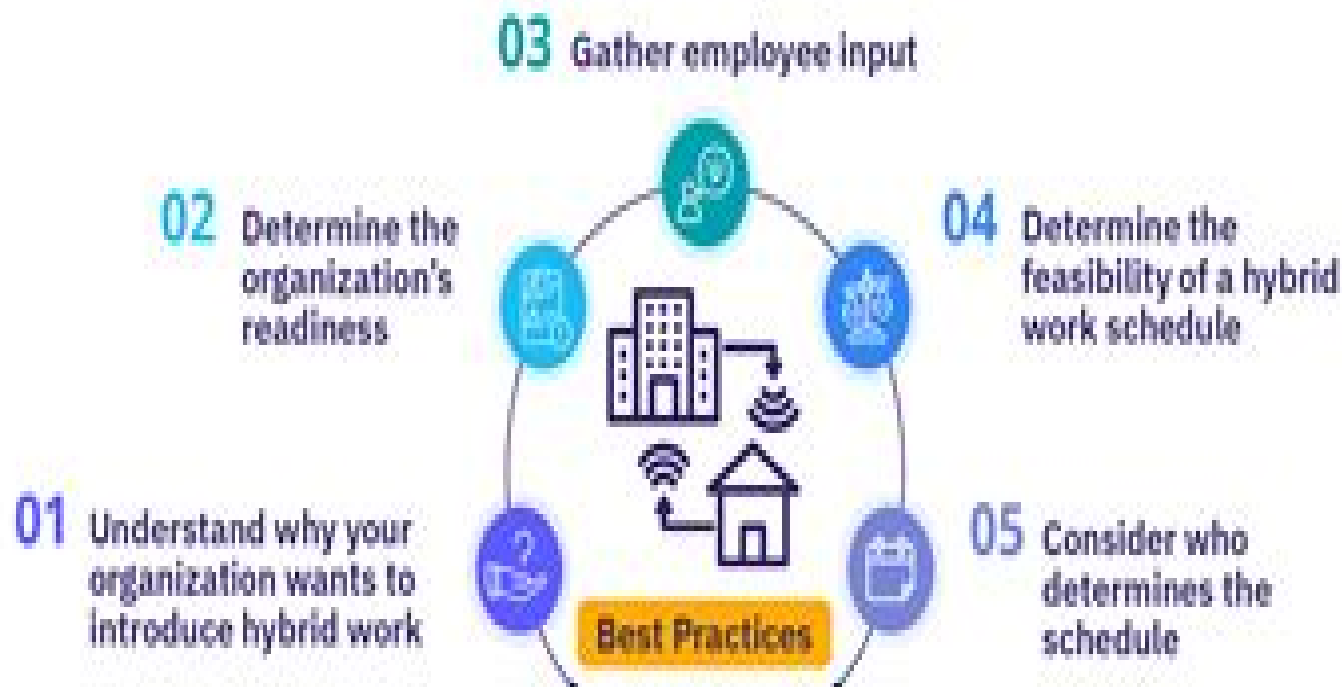 03 Gather employee input
02 Determine the
organization's
readiness
04 Determine the
feasibility of a hybrid
work schedule
01 Understand why your
organization wants to
introduce hybrid work
05 Consider who
determines the
schedule
Best Practices